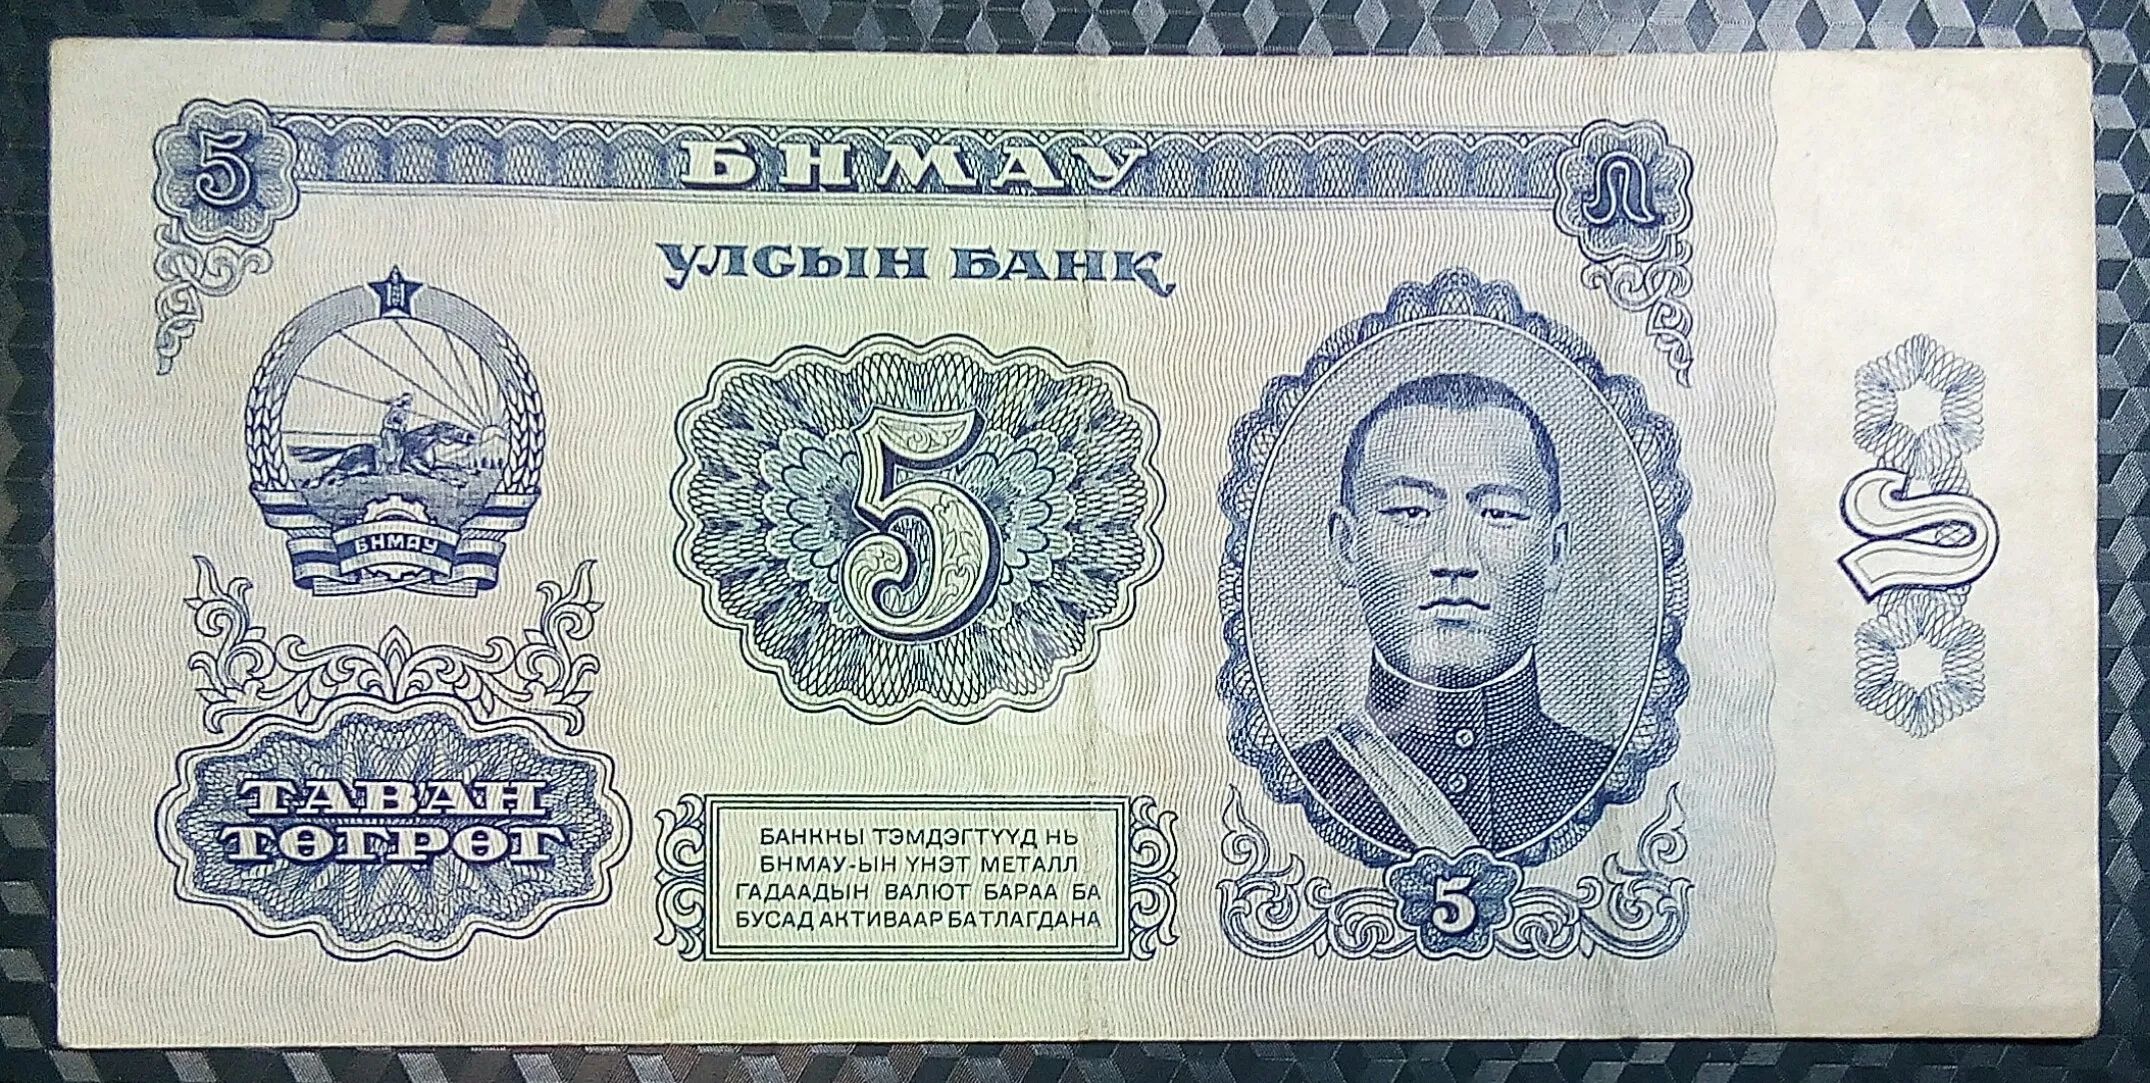 5 БНМАУ ᠕
УЛСЫН БАНК
БНМАУ
5
5
ТАВАН
ТӨГРӨГ
БАНКНЫ ТЭМДЭГТҮҮД НЬ
БНМАУ-ЫН ҮНЭТ МЕТАЛЛ
ГАДААДЫН ВАЛЮТ БАРАА БА
БУСАД АКТИВААР БАТЛАГДАНА
5